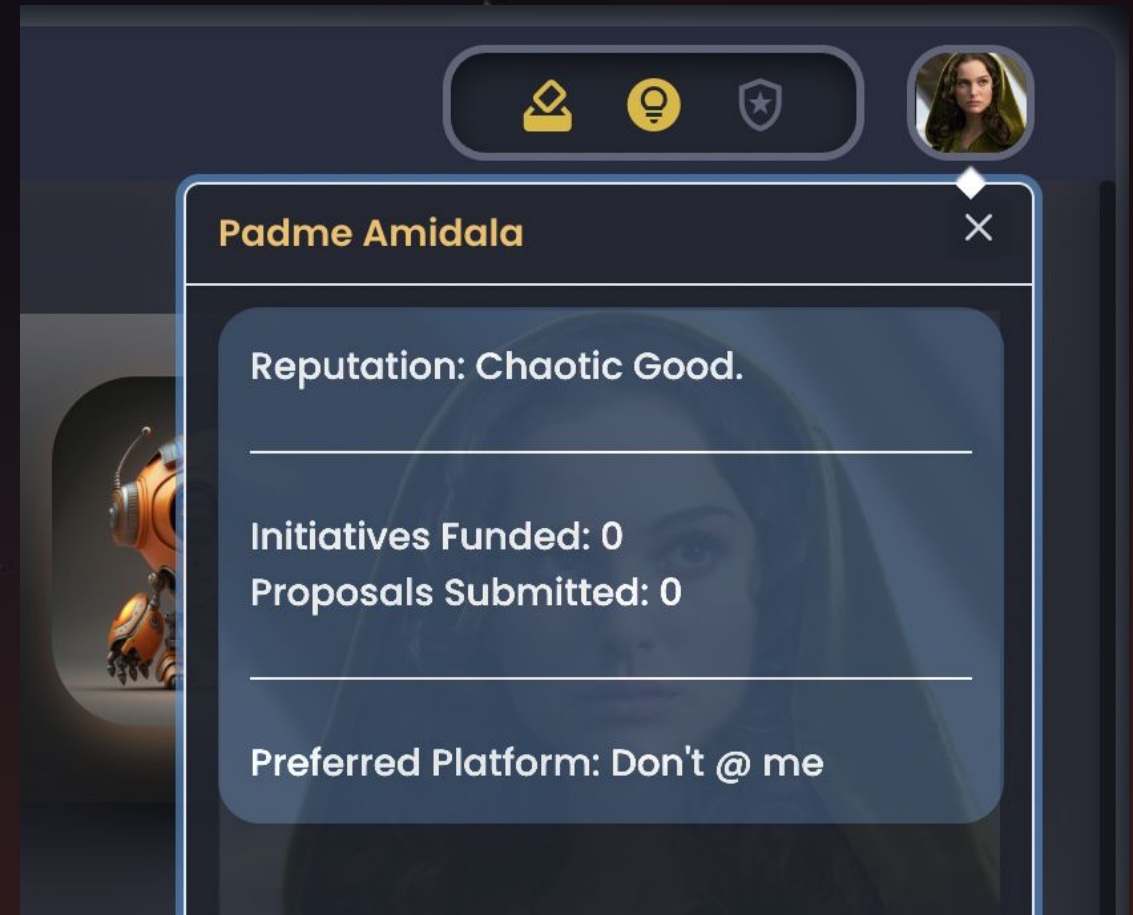 Padme Amidala
Reputation: Chaotic Good.
Initiatives Funded: 0
Proposals Submitted: 0
Preferred Platform: Don't @ me